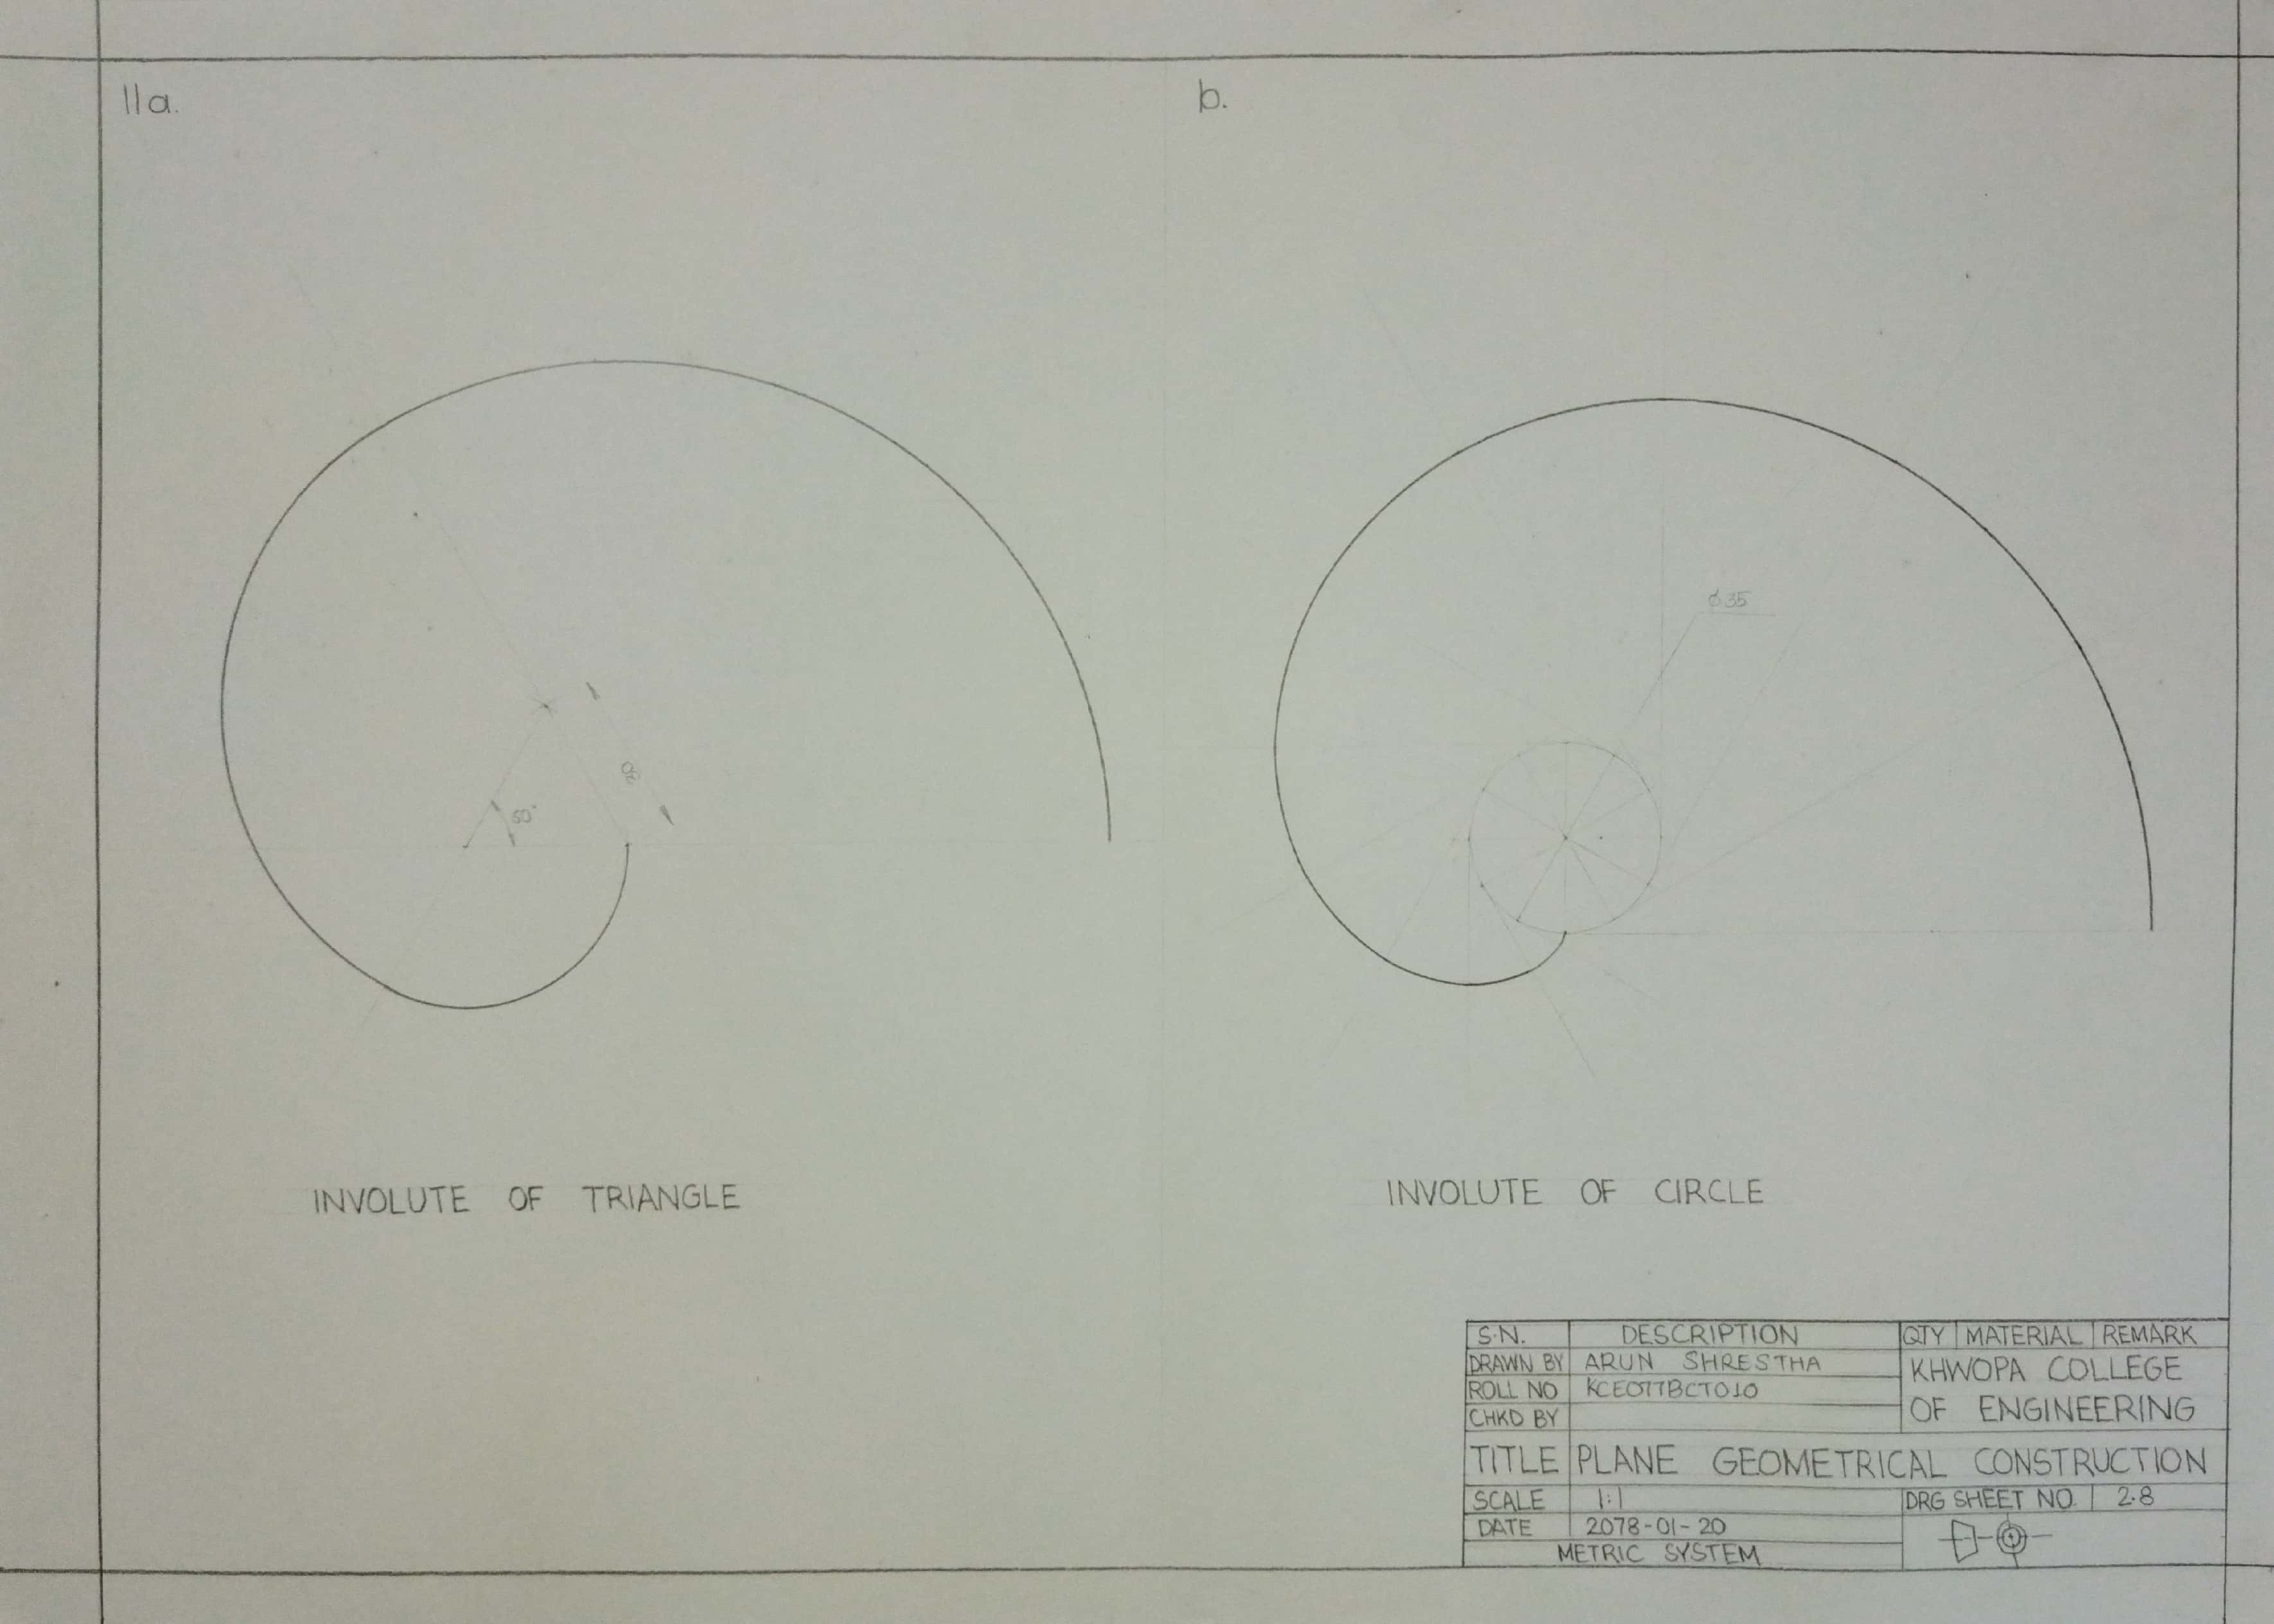 11a.
b.
ϕ35
INVOLUTE OF TRIANGLE
INVOLUTE OF CIRCLE
S.N. DESCRIPTION QTY MATERIAL REMARK
DRAWN BY ARUN SHRESTHA
ROLL NO KCE077BCT010
CHKD BY
KHWOPA COLLEGE
OF ENGINEERING
TITLE PLANE GEOMETRICAL CONSTRUCTION
SCALE 1:1 DRG SHEET NO. 2.8
DATE 2078-01-20
METRIC SYSTEM